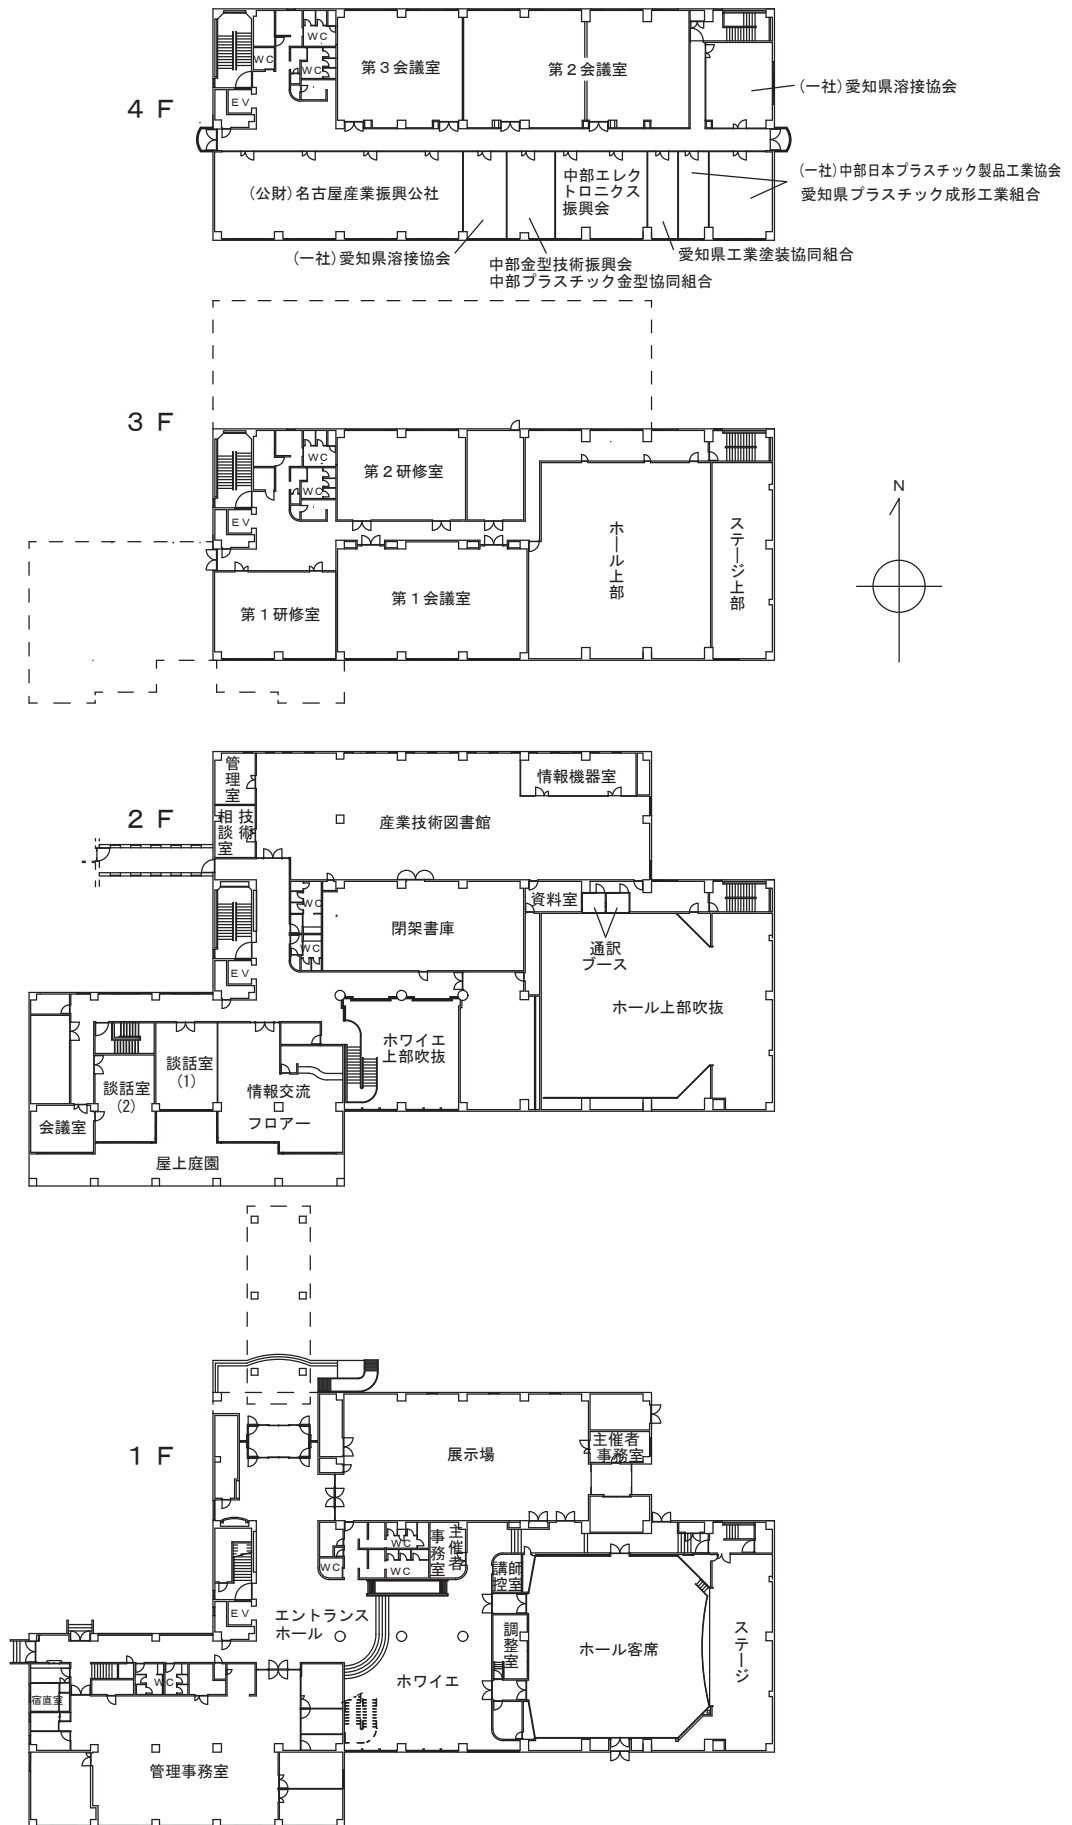 4 F
WC
WC
WC
EV
第3会議室
第2会議室
(一社)愛知県溶接協会
(公財)名古屋産業振興公社
中部エレク
トロニクス
振興会
(一社)中部日本プラスチック製品工業協会
愛知県プラスチック成形工業組合
(一社)愛知県溶接協会
中部金型技術振興会
中部プラスチック金型協同組合
愛知県工業塗装協同組合
3 F
WC
WC
EV
第2研修室
第1研修室
第1会議室
ホール上部
ステージ上部
N
2 F
管理室
技術
相談室
産業技術図書館
情報機器室
WC
WC
EV
閉架書庫
資料室
通訳
ブース
ホール上部吹抜
ホワイエ
上部吹抜
談話室
(1)
談話室
(2)
情報交流
フロアー
会議室
屋上庭園
1 F
展示場
主催者
事務室
WC
WC
WC
主催者
事務室
講師
控室
EV
エントランス
ホール
調整室
ホール客席
ステージ
ホワイエ
WC
宿直室
管理事務室